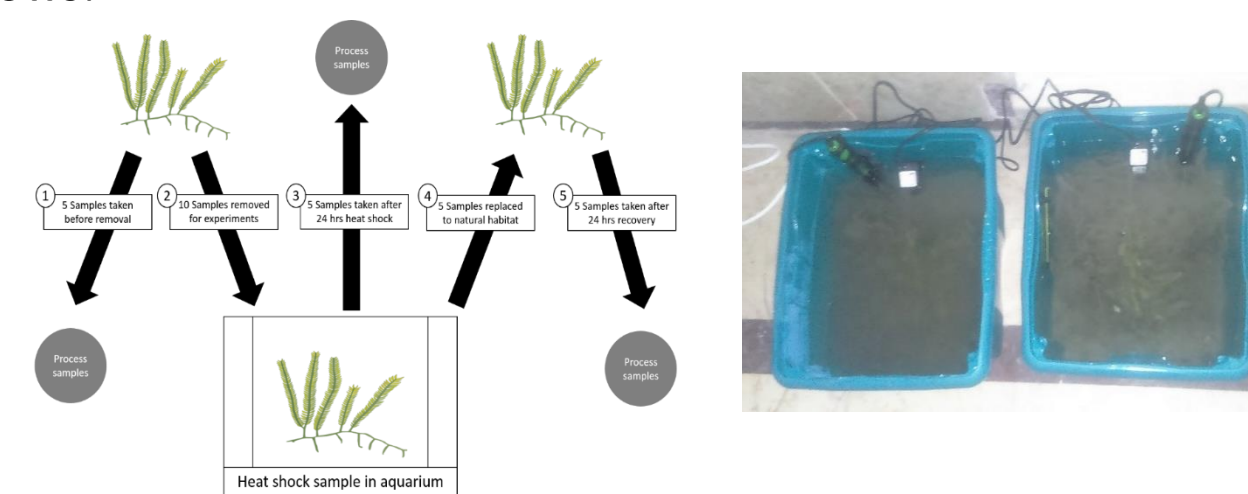 Process
samples
1
5 Samples taken
before removal
2
10 Samples removed
for experiments
3
5 Samples taken after
24 hrs heat shock
4
5 Samples replaced
to natural habitat
5
5 Samples taken after
24 hrs recovery
Process
samples
Process
samples
Heat shock sample in aquarium